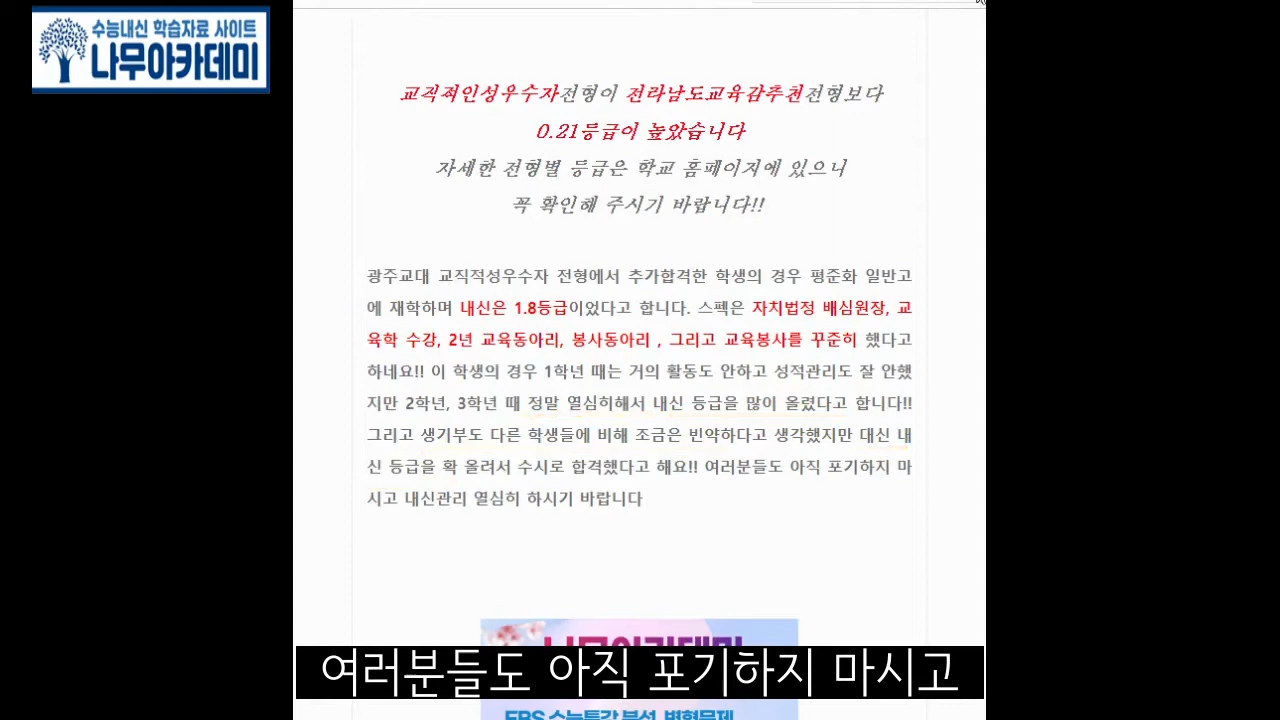 수능내신 학습자료 사이트
나무아카데미
교직적인성우수자전형이 전라남도교육감추천전형보다
0.21등급이 높았습니다
자세한 전형별 등급은 학교 홈페이지에 있으니
꼭 확인해 주시기 바랍니다!!
광주교대 교직적성우수자 전형에서 추가합격한 학생의 경우 평준화 일반고
에 재학하며 내신은 1.8등급이었다고 합니다. 스펙은 자치법정 배심원장, 교
육학 수강, 2년 교육동아리, 봉사동아리 , 그리고 교육봉사를 꾸준히 했다고
하네요!! 이 학생의 경우 1학년 때는 거의 활동도 안하고 성적관리도 잘 안했
지만 2학년, 3학년 때 정말 열심히해서 내신 등급을 많이 올렸다고 합니다!!
그리고 생기부도 다른 학생들에 비해 조금은 빈약하다고 생각했지만 대신 내
신 등급을 확 올려서 수시로 합격했다고 해요!! 여러분들도 아직 포기하지 마
시고 내신관리 열심히 하시기 바랍니다
나무아카데미
여러분들도 아직 포기하지 마시고
EBS 수능특강 분석, 변형문제